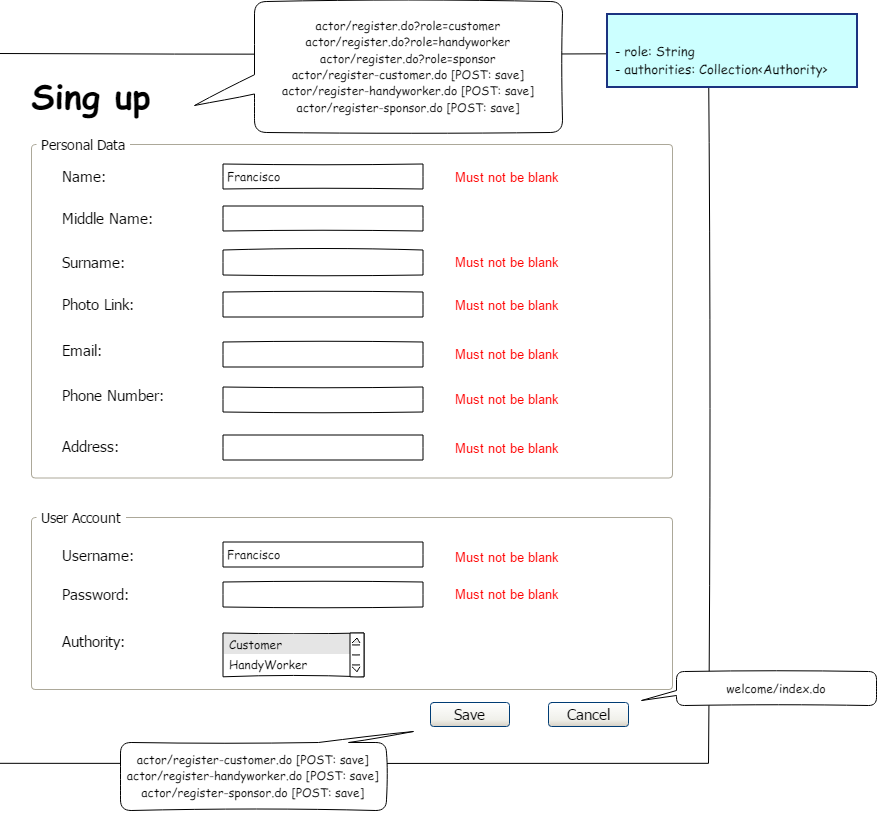 actor/register.do?role=customer
actor/register.do?role=handyworker
actor/register.do?role=sponsor
actor/register-customer.do [POST: save]
actor/register-handyworker.do [POST: save]
actor/register-sponsor.do [POST: save]
- role: String
- authorities: Collection<Authority>
Sing up
Personal Data
Name: Francisco Must not be blank
Middle Name:
Surname: Must not be blank
Photo Link: Must not be blank
Email: Must not be blank
Phone Number: Must not be blank
Address: Must not be blank
User Account
Username: Francisco Must not be blank
Password: Must not be blank
Authority: Customer
HandyWorker
welcome/index.do
Save Cancel
actor/register-customer.do [POST: save]
actor/register-handyworker.do [POST: save]
actor/register-sponsor.do [POST: save]